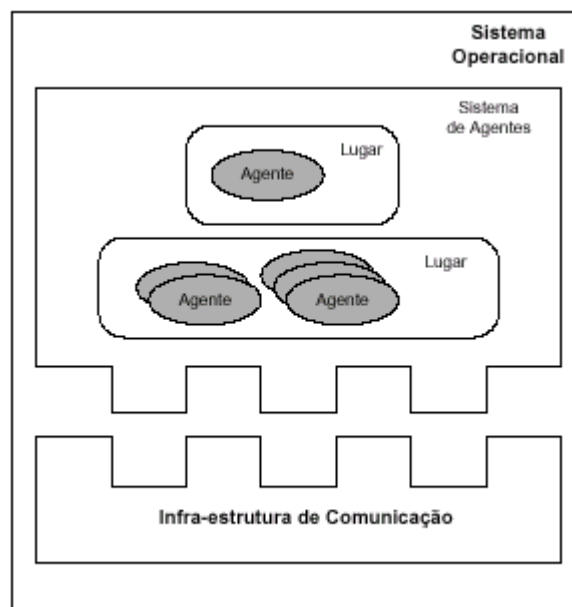 Sistema
Operacional
Sistema
de Agentes
Lugar
Agente
Lugar
Agente
Agente
Infra-estrutura de Comunicação